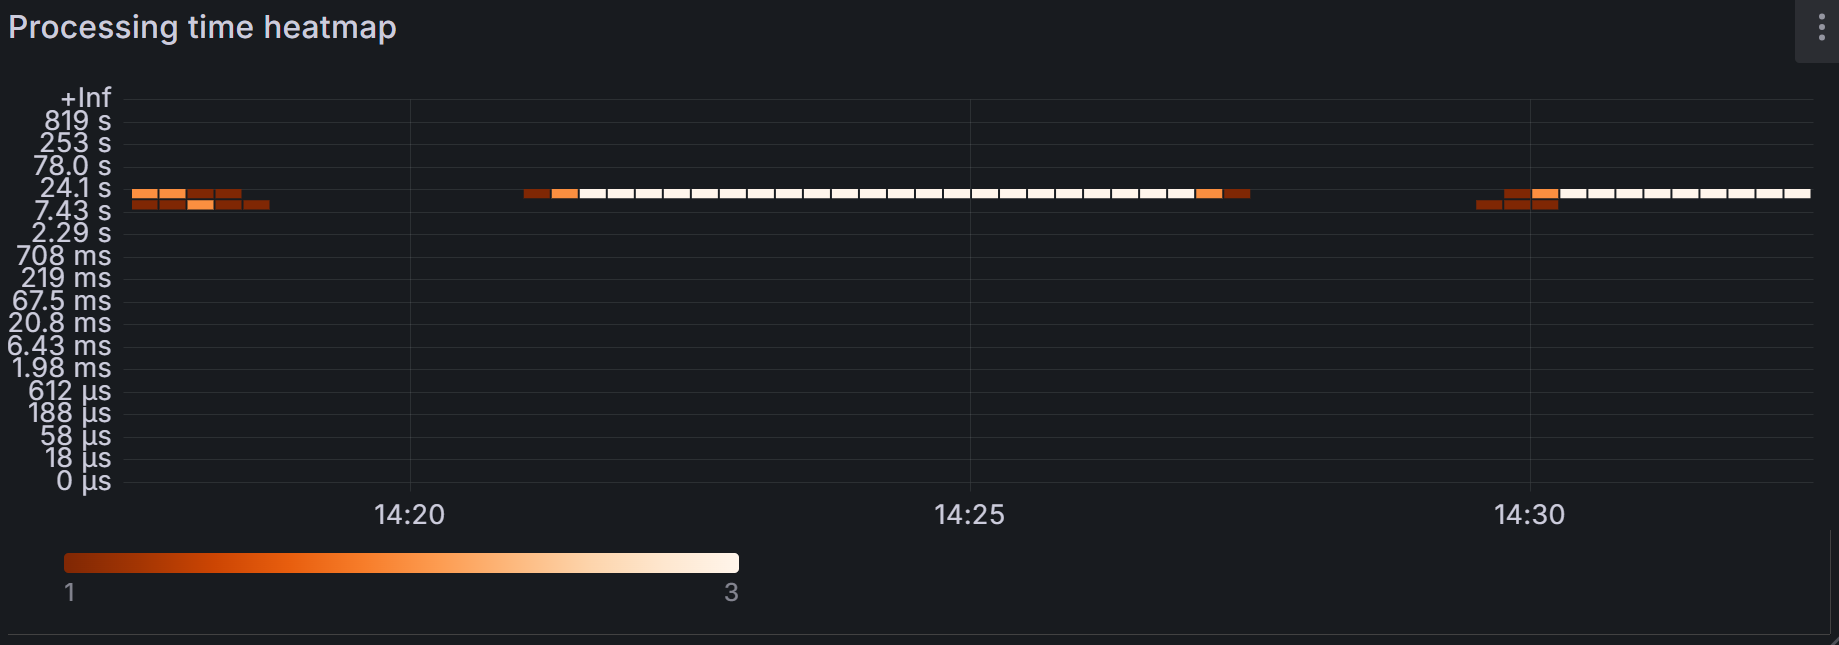 Processing time heatmap
+Inf
819 s
253 s
78.0 s
24.1 s
7.43 s
2.29 s
708 ms
219 ms
67.5 ms
20.8 ms
6.43 ms
1.98 ms
612 µs
188 µs
58 µs
18 µs
0 µs
14:20 14:25 14:30
1 3